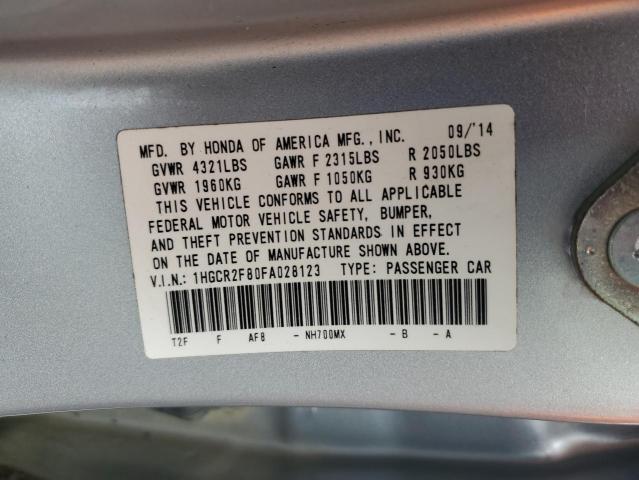 MFD. BY HONDA OF AMERICA MFG., INC. 09/'14
GVWR 4321LBS GAWR F 2315LBS R 2050LBS
GVWR 1960KG GAWR F 1050KG R 930KG
THIS VEHICLE CONFORMS TO ALL APPLICABLE
FEDERAL MOTOR VEHICLE SAFETY, BUMPER,
AND THEFT PREVENTION STANDARDS IN EFFECT
ON THE DATE OF MANUFACTURE SHOWN ABOVE.
V.I.N.: 1HGCR2F80FA028123 TYPE: PASSENGER CAR
T2F F AF8 - NH700MX - B - A